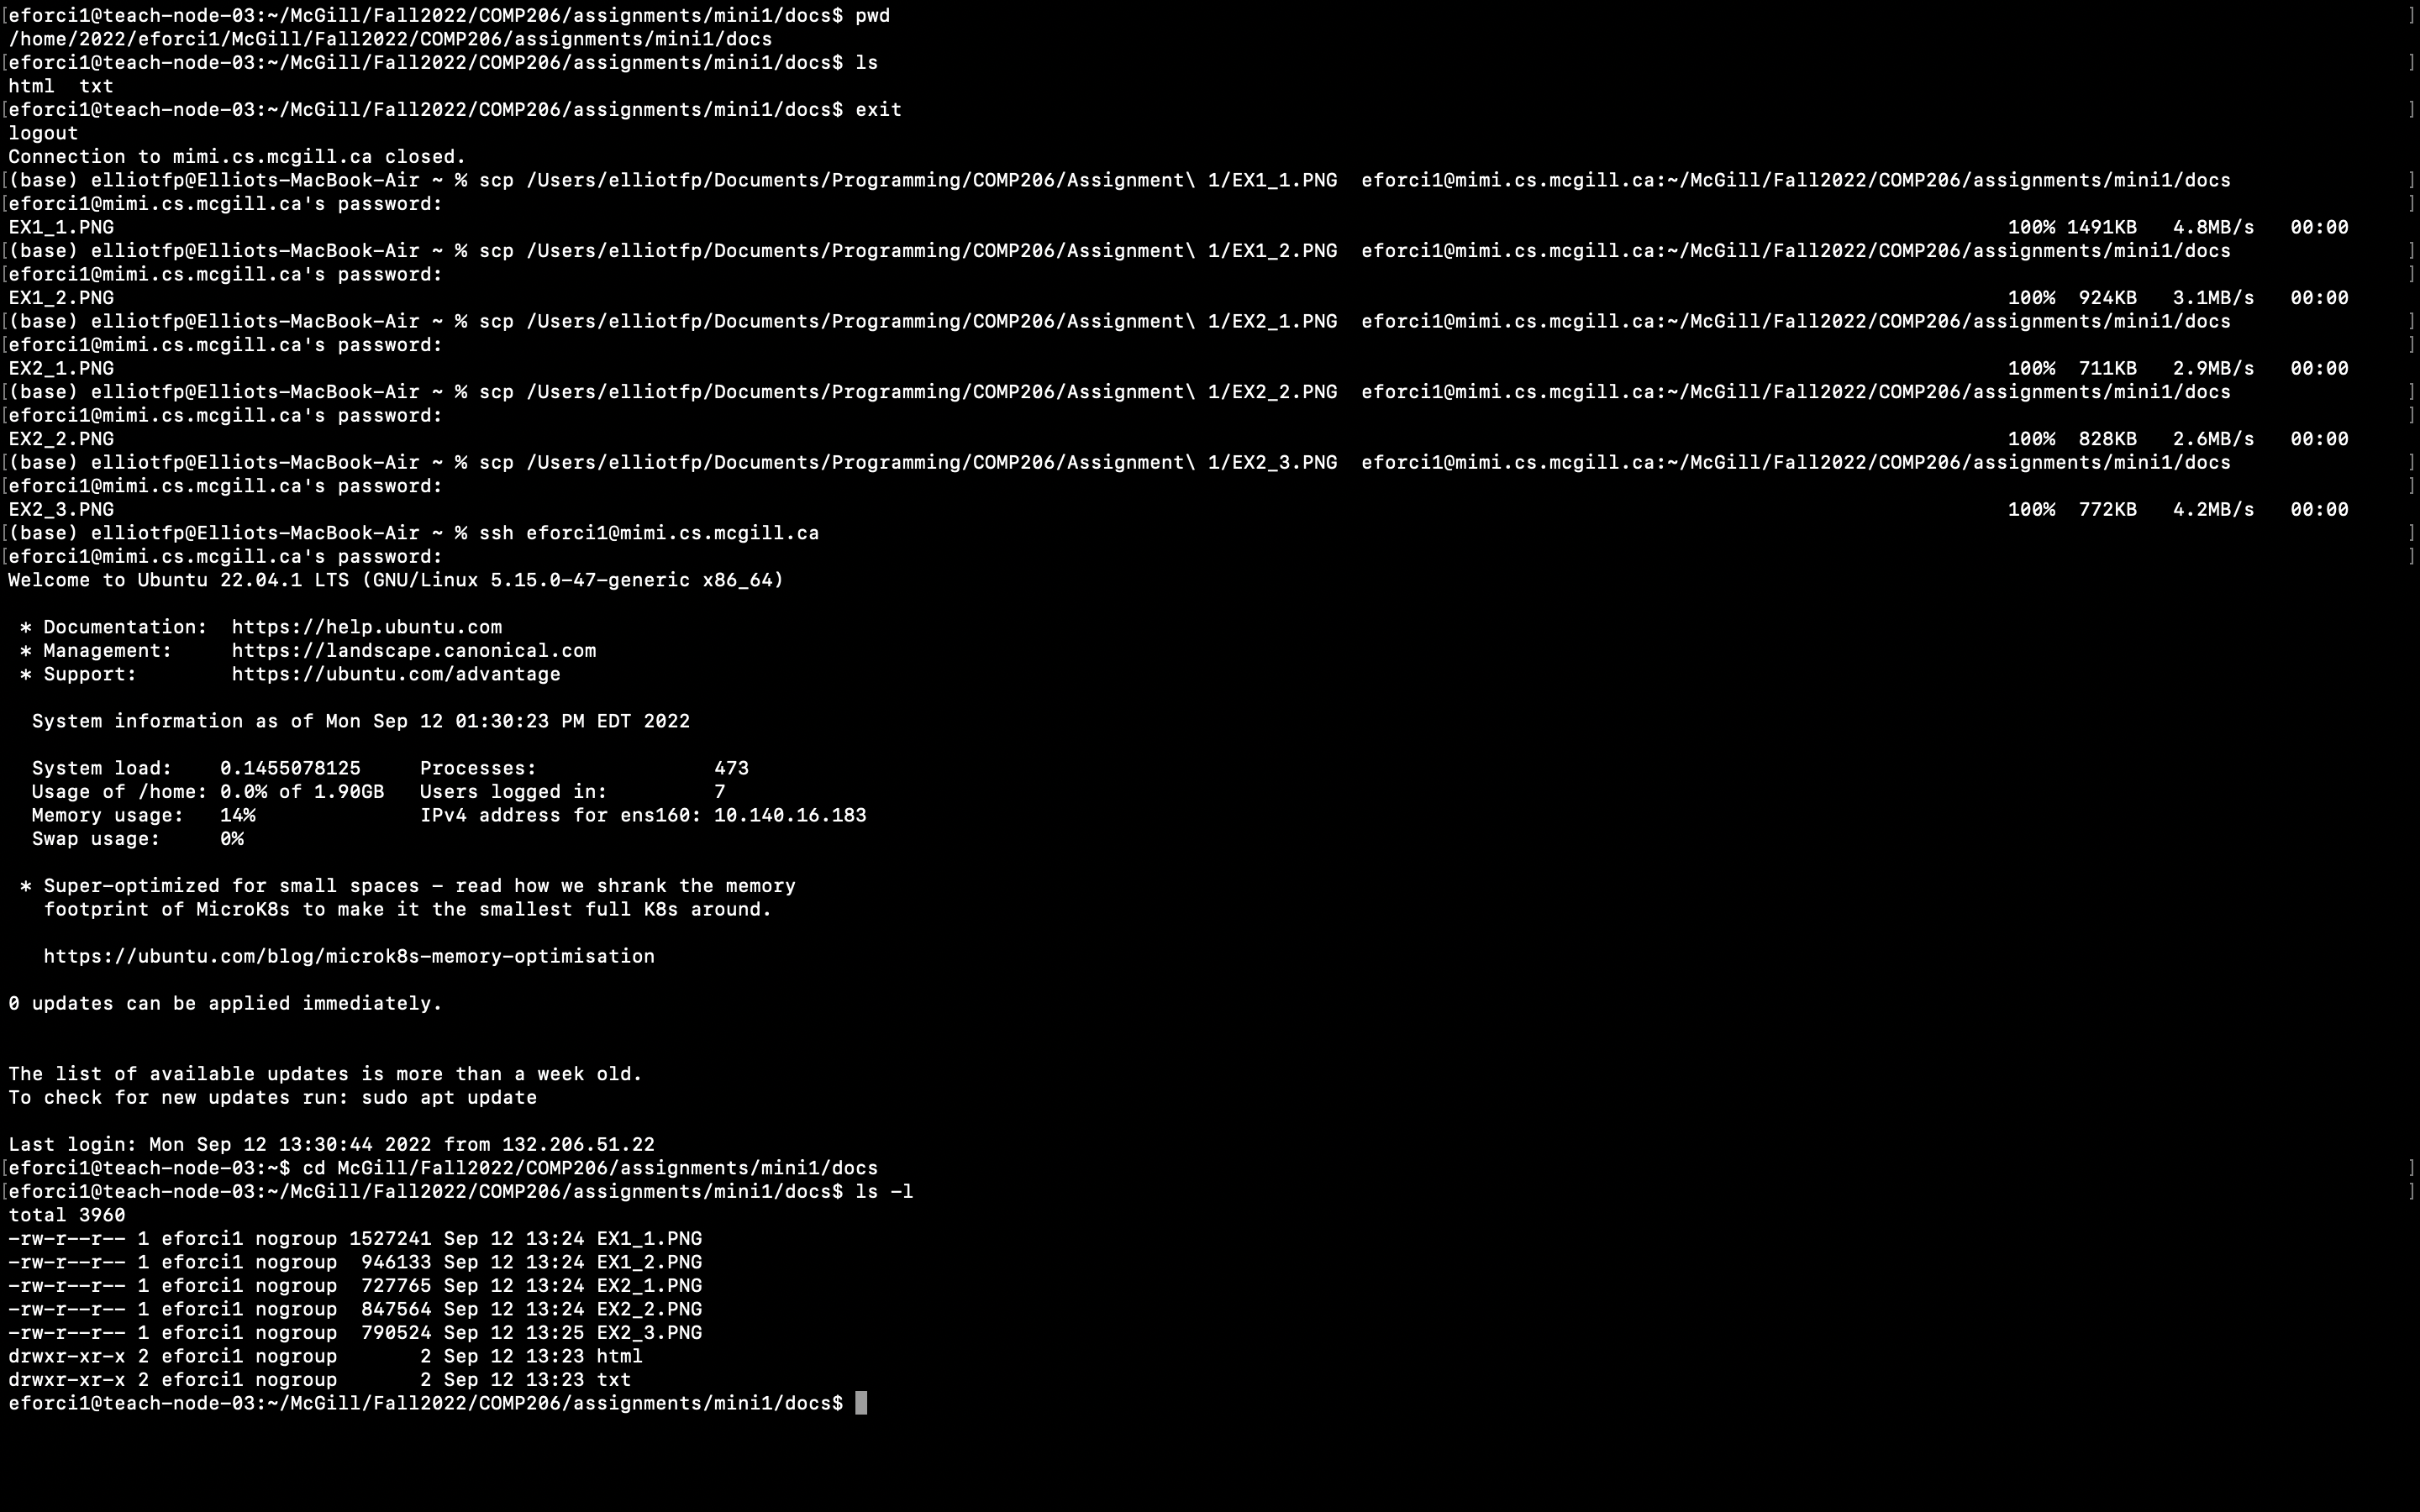 [eforci1@teach-node-03:~/McGill/Fall2022/COMP206/assignments/mini1/docs$ pwd ]
/home/2022/eforci1/McGill/Fall2022/COMP206/assignments/mini1/docs
[eforci1@teach-node-03:~/McGill/Fall2022/COMP206/assignments/mini1/docs$ ls ]
html  txt
[eforci1@teach-node-03:~/McGill/Fall2022/COMP206/assignments/mini1/docs$ exit ]
logout
Connection to mimi.cs.mcgill.ca closed.
[(base) elliotfp@Elliots-MacBook-Air ~ % scp /Users/elliotfp/Documents/Programming/COMP206/Assignment\ 1/EX1_1.PNG  eforci1@mimi.cs.mcgill.ca:~/McGill/Fall2022/COMP206/assignments/mini1/docs ]
[eforci1@mimi.cs.mcgill.ca's password: ]
EX1_1.PNG 100% 1491KB   4.8MB/s   00:00
[(base) elliotfp@Elliots-MacBook-Air ~ % scp /Users/elliotfp/Documents/Programming/COMP206/Assignment\ 1/EX1_2.PNG  eforci1@mimi.cs.mcgill.ca:~/McGill/Fall2022/COMP206/assignments/mini1/docs ]
[eforci1@mimi.cs.mcgill.ca's password: ]
EX1_2.PNG 100%  924KB   3.1MB/s   00:00
[(base) elliotfp@Elliots-MacBook-Air ~ % scp /Users/elliotfp/Documents/Programming/COMP206/Assignment\ 1/EX2_1.PNG  eforci1@mimi.cs.mcgill.ca:~/McGill/Fall2022/COMP206/assignments/mini1/docs ]
[eforci1@mimi.cs.mcgill.ca's password: ]
EX2_1.PNG 100%  711KB   2.9MB/s   00:00
[(base) elliotfp@Elliots-MacBook-Air ~ % scp /Users/elliotfp/Documents/Programming/COMP206/Assignment\ 1/EX2_2.PNG  eforci1@mimi.cs.mcgill.ca:~/McGill/Fall2022/COMP206/assignments/mini1/docs ]
[eforci1@mimi.cs.mcgill.ca's password: ]
EX2_2.PNG 100%  828KB   2.6MB/s   00:00
[(base) elliotfp@Elliots-MacBook-Air ~ % scp /Users/elliotfp/Documents/Programming/COMP206/Assignment\ 1/EX2_3.PNG  eforci1@mimi.cs.mcgill.ca:~/McGill/Fall2022/COMP206/assignments/mini1/docs ]
[eforci1@mimi.cs.mcgill.ca's password: ]
EX2_3.PNG 100%  772KB   4.2MB/s   00:00
[(base) elliotfp@Elliots-MacBook-Air ~ % ssh eforci1@mimi.cs.mcgill.ca ]
[eforci1@mimi.cs.mcgill.ca's password: ]
Welcome to Ubuntu 22.04.1 LTS (GNU/Linux 5.15.0-47-generic x86_64)
 * Documentation:  https://help.ubuntu.com
 * Management:     https://landscape.canonical.com
 * Support:        https://ubuntu.com/advantage
  System information as of Mon Sep 12 01:30:23 PM EDT 2022
  System load:    0.1455078125     Processes:               473
  Usage of /home: 0.0% of 1.90GB   Users logged in:         7
  Memory usage:   14%              IPv4 address for ens160: 10.140.16.183
  Swap usage:     0%
 * Super-optimized for small spaces - read how we shrank the memory
   footprint of MicroK8s to make it the smallest full K8s around.
   https://ubuntu.com/blog/microk8s-memory-optimisation
0 updates can be applied immediately.
The list of available updates is more than a week old.
To check for new updates run: sudo apt update
Last login: Mon Sep 12 13:30:44 2022 from 132.206.51.22
[eforci1@teach-node-03:~$ cd McGill/Fall2022/COMP206/assignments/mini1/docs ]
[eforci1@teach-node-03:~/McGill/Fall2022/COMP206/assignments/mini1/docs$ ls -l ]
total 3960
-rw-r--r-- 1 eforci1 nogroup 1527241 Sep 12 13:24 EX1_1.PNG
-rw-r--r-- 1 eforci1 nogroup  946133 Sep 12 13:24 EX1_2.PNG
-rw-r--r-- 1 eforci1 nogroup  727765 Sep 12 13:24 EX2_1.PNG
-rw-r--r-- 1 eforci1 nogroup  847564 Sep 12 13:24 EX2_2.PNG
-rw-r--r-- 1 eforci1 nogroup  790524 Sep 12 13:25 EX2_3.PNG
drwxr-xr-x 2 eforci1 nogroup       2 Sep 12 13:23 html
drwxr-xr-x 2 eforci1 nogroup       2 Sep 12 13:23 txt
eforci1@teach-node-03:~/McGill/Fall2022/COMP206/assignments/mini1/docs$